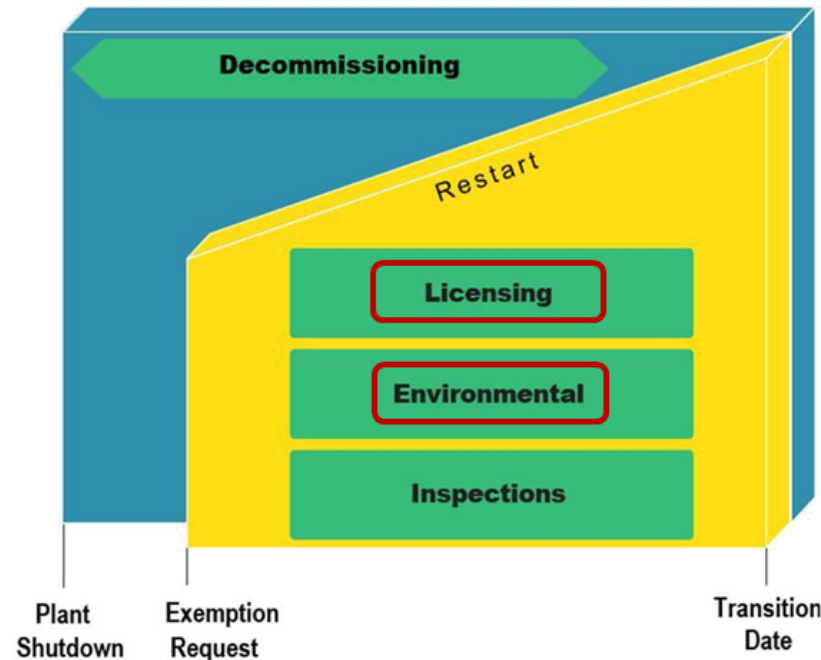 Decommissioning
Restart
Licensing
Environmental
Inspections
Plant
Shutdown
Exemption
Request
Transition
Date